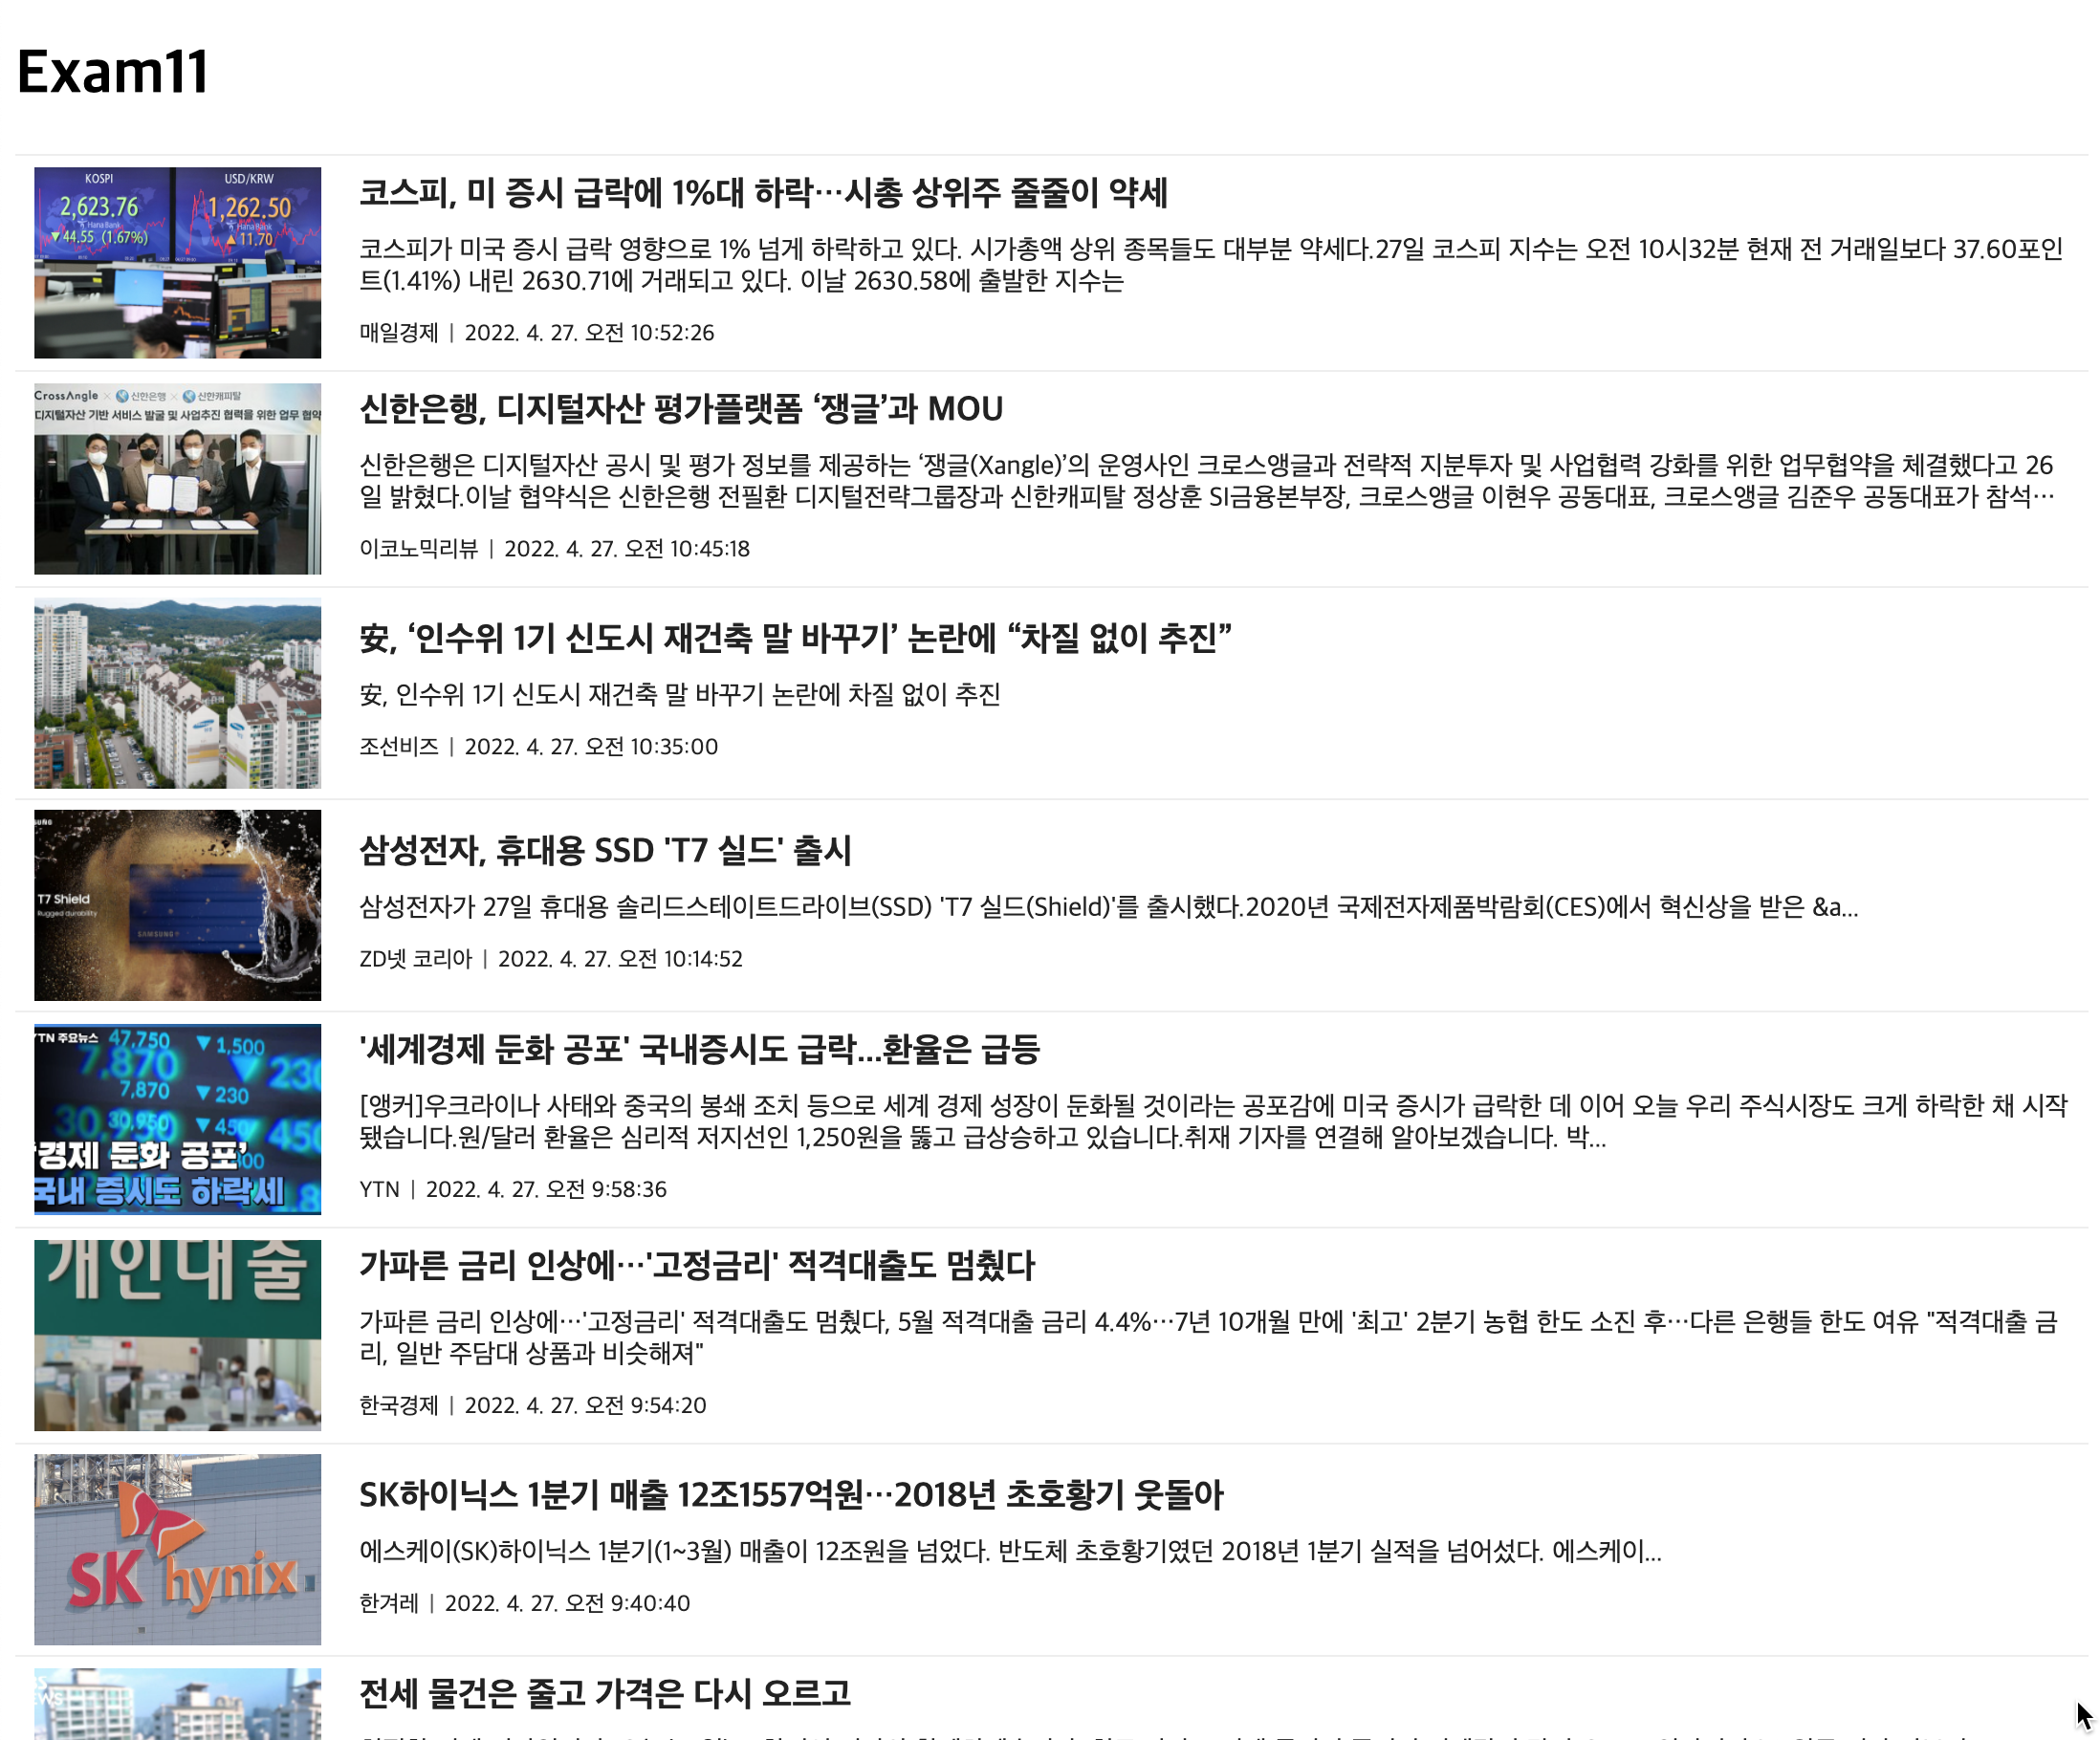 Exam11
KOSPI
USD/KRW
2,623.76
1,262.50
Hana Bank
Hana Bank
▼44.55 (1.67%)
▲11.70
코스피, 미 증시 급락에 1%대 하락…시총 상위주 줄줄이 약세
코스피가 미국 증시 급락 영향으로 1% 넘게 하락하고 있다. 시가총액 상위 종목들도 대부분 약세다.27일 코스피 지수는 오전 10시32분 현재 전 거래일보다 37.60포인
트(1.41%) 내린 2630.71에 거래되고 있다. 이날 2630.58에 출발한 지수는
매일경제 | 2022. 4. 27. 오전 10:52:26
CrossAngle × 신한은행 × 신한캐피탈
디지털자산 기반 서비스 발굴 및 사업추진 협력을 위한 업무 협약
신한은행, 디지털자산 평가플랫폼 ‘쟁글’과 MOU
신한은행은 디지털자산 공시 및 평가 정보를 제공하는 ‘쟁글(Xangle)’의 운영사인 크로스앵글과 전략적 지분투자 및 사업협력 강화를 위한 업무협약을 체결했다고 26
일 밝혔다.이날 협약식은 신한은행 전필환 디지털전략그룹장과 신한캐피탈 정상훈 SI금융본부장, 크로스앵글 이현우 공동대표, 크로스앵글 김준우 공동대표가 참석…
이코노믹리뷰 | 2022. 4. 27. 오전 10:45:18
安, ‘인수위 1기 신도시 재건축 말 바꾸기’ 논란에 “차질 없이 추진”
安, 인수위 1기 신도시 재건축 말 바꾸기 논란에 차질 없이 추진
조선비즈 | 2022. 4. 27. 오전 10:35:00
T7 Shield
Rugged durability
SAMSUNG
삼성전자, 휴대용 SSD 'T7 실드' 출시
삼성전자가 27일 휴대용 솔리드스테이트드라이브(SSD) 'T7 실드(Shield)'를 출시했다.2020년 국제전자제품박람회(CES)에서 혁신상을 받은 &a...
ZD넷 코리아 | 2022. 4. 27. 오전 10:14:52
YTN 주요뉴스
47,750 ▼1,500
7,870
7,870 ▼230
30,950 ▼450
경제 둔화 공포’
국내 증시도 하락세
'세계경제 둔화 공포' 국내증시도 급락...환율은 급등
[앵커]우크라이나 사태와 중국의 봉쇄 조치 등으로 세계 경제 성장이 둔화될 것이라는 공포감에 미국 증시가 급락한 데 이어 오늘 우리 주식시장도 크게 하락한 채 시작
됐습니다.원/달러 환율은 심리적 저지선인 1,250원을 뚫고 급상승하고 있습니다.취재 기자를 연결해 알아보겠습니다. 박...
YTN | 2022. 4. 27. 오전 9:58:36
개인대출
가파른 금리 인상에…'고정금리' 적격대출도 멈췄다
가파른 금리 인상에…'고정금리' 적격대출도 멈췄다, 5월 적격대출 금리 4.4%…7년 10개월 만에 '최고' 2분기 농협 한도 소진 후…다른 은행들 한도 여유 "적격대출 금
리, 일반 주담대 상품과 비슷해져"
한국경제 | 2022. 4. 27. 오전 9:54:20
SK hynix
SK하이닉스 1분기 매출 12조1557억원…2018년 초호황기 웃돌아
에스케이(SK)하이닉스 1분기(1~3월) 매출이 12조원을 넘었다. 반도체 초호황기였던 2018년 1분기 실적을 넘어섰다. 에스케이...
한겨레 | 2022. 4. 27. 오전 9:40:40
전세 물건은 줄고 가격은 다시 오르고